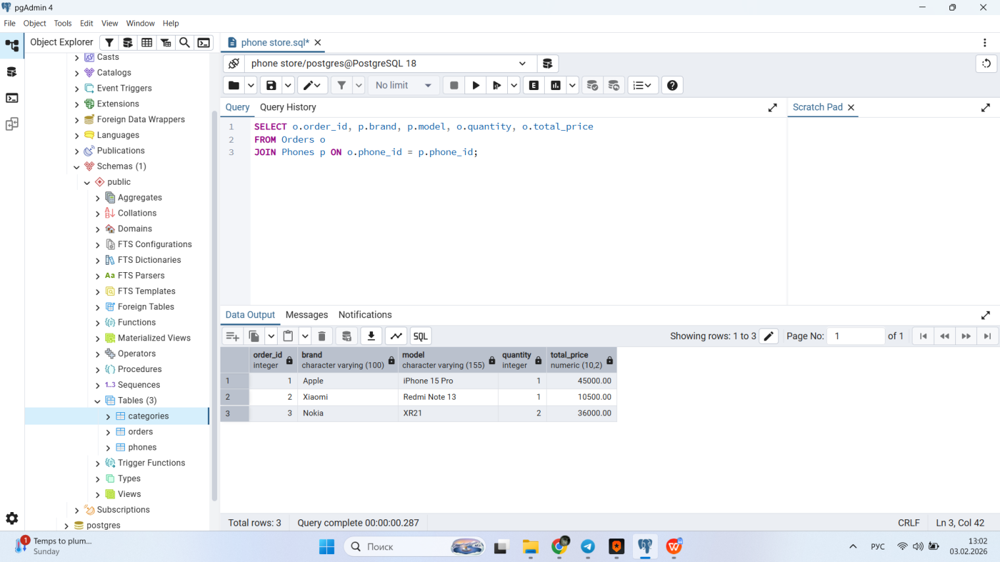 pgAdmin 4
File Object Tools Edit View Window Help
Object Explorer
phone store.sql*
Casts
Catalogs
Event Triggers
Extensions
Foreign Data Wrappers
Languages
Publications
Schemas (1)
public
Aggregates
Collations
Domains
FTS Configurations
FTS Dictionaries
Aa FTS Parsers
FTS Templates
Foreign Tables
Functions
Materialized Views
Operators
Procedures
1..3 Sequences
Tables (3)
categories
orders
phones
Trigger Functions
Types
Views
Subscriptions
postgres
phone store/postgres@PostgreSQL 18
No limit
E
Query Query History
Scratch Pad
1 SELECT o.order_id, p.brand, p.model, o.quantity, o.total_price
2 FROM Orders o
3 JOIN Phones p ON o.phone_id = p.phone_id;
Data Output Messages Notifications
SQL
Showing rows: 1 to 3
Page No: 1 of 1
order_id brand model quantity total_price
integer character varying (100) character varying (155) integer numeric (10,2)
1 1 Apple iPhone 15 Pro 1 45000.00
2 2 Xiaomi Redmi Note 13 1 10500.00
3 3 Nokia XR21 2 36000.00
Total rows: 3 Query complete 00:00:00.287
CRLF Ln 3, Col 42
1
Temps to plum...
Sunday
Поиск
РУС
13:02
03.02.2026